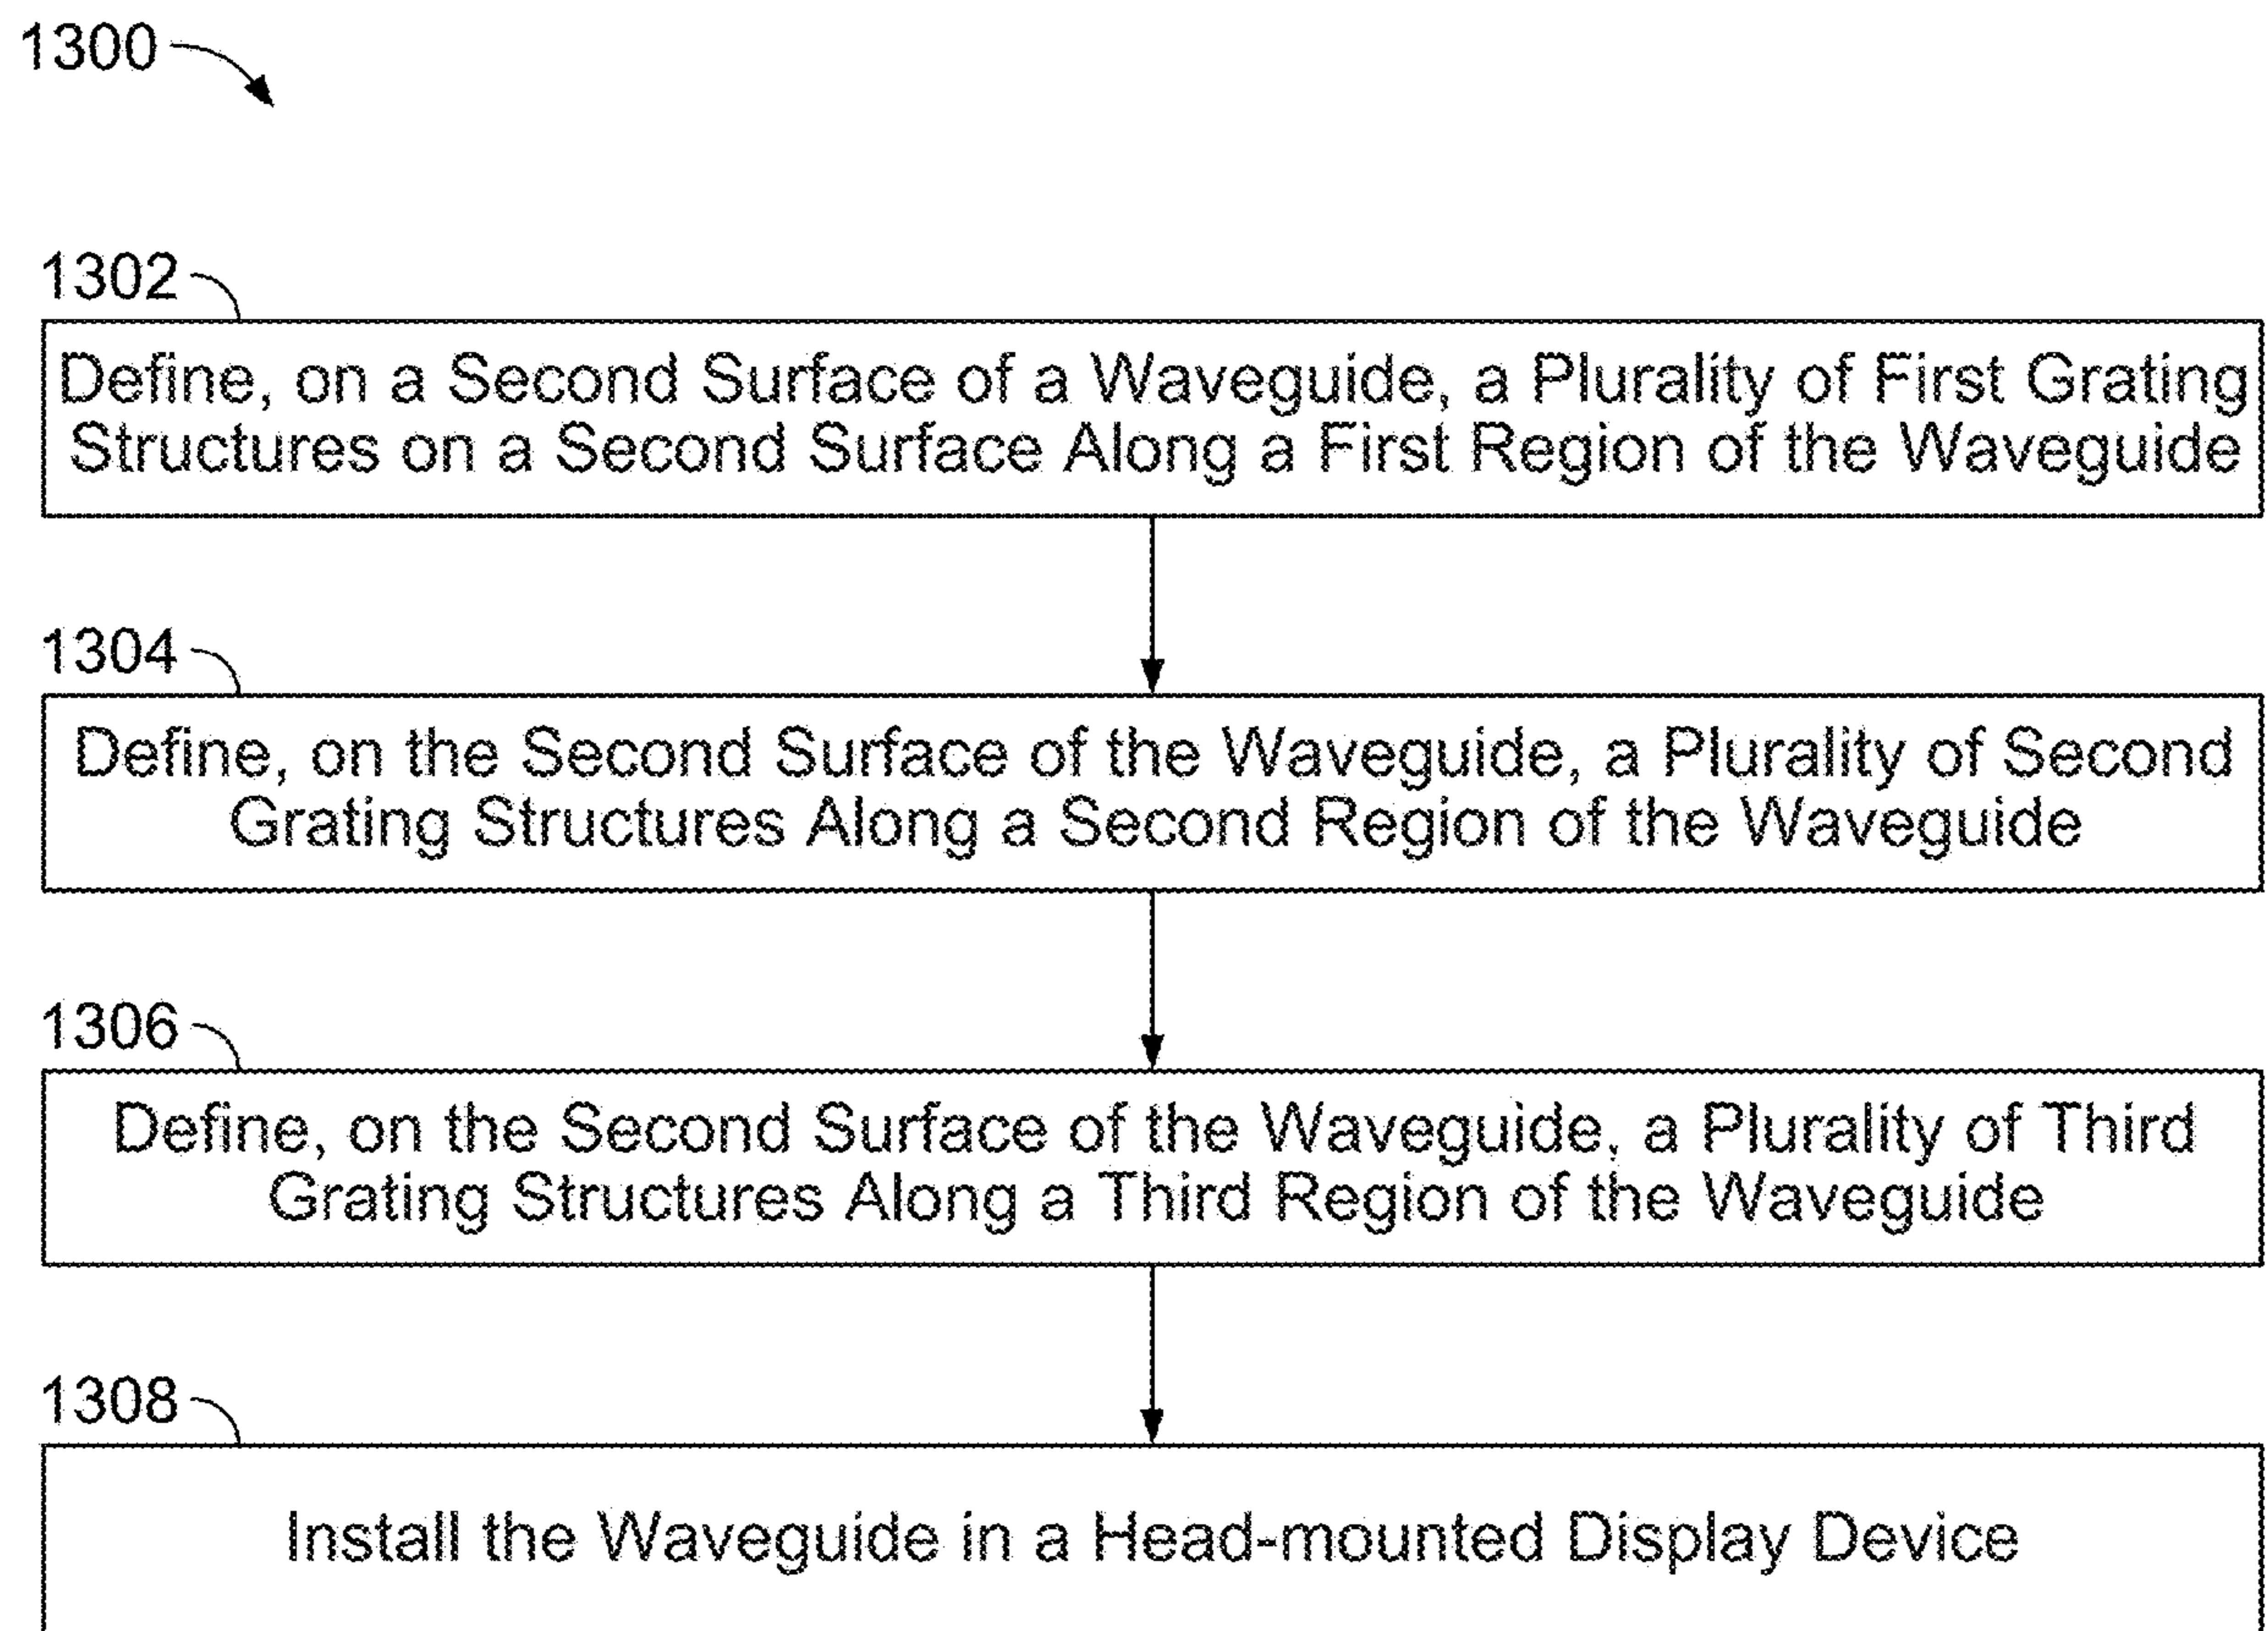 1300
1302
Define, on a Second Surface of a Waveguide, a Plurality of First Grating
Structures on a Second Surface Along a First Region of the Waveguide
1304
Define, on the Second Surface of the Waveguide, a Plurality of Second
Grating Structures Along a Second Region of the Waveguide
1306
Define, on the Second Surface of the Waveguide, a Plurality of Third
Grating Structures Along a Third Region of the Waveguide
1308
Install the Waveguide in a Head-mounted Display Device